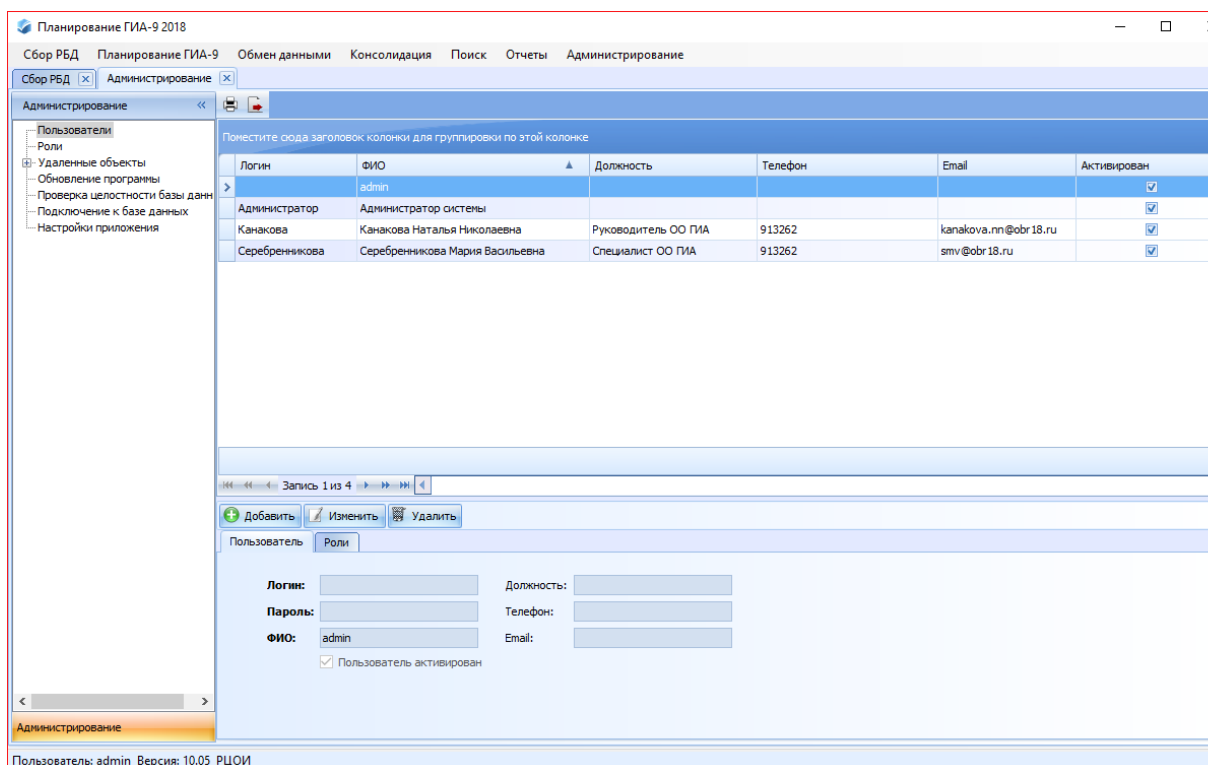 Планирование ГИА-9 2018
Сбор РБД Планирование ГИА-9 Обмен данными Консолидация Поиск Отчеты Администрирование
Сбор РБД Администрирование
Администрирование
Пользователи
Роли
Удаленные объекты
Обновление программы
Проверка целостности базы данн
Подключение к базе данных
Настройки приложения
Поместите сюда заголовок колонки для группировки по этой колонке
Логин ФИО Должность Телефон Email Активирован
admin
Администратор Администратор системы
Канакова Канакова Наталья Николаевна Руководитель ОО ГИА 913262 kanakova.nn@obr18.ru
Серебренникова Серебренникова Мария Васильевна Специалист ОО ГИА 913262 smv@obr18.ru
Запись 1 из 4
Добавить Изменить Удалить
Пользователь Роли
Логин: Должность:
Пароль: Телефон:
ФИО: admin Email:
Пользователь активирован
Администрирование
Пользователь: admin Версия: 10.05 РЦОИ